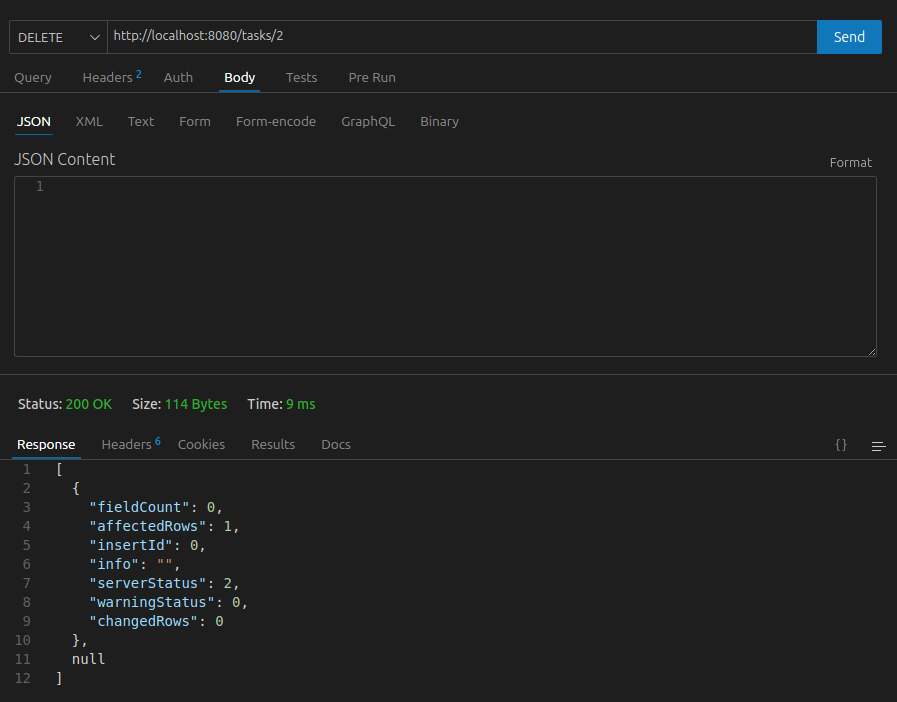 DELETE http://localhost:8080/tasks/2 Send
Query Headers 2 Auth Body Tests Pre Run
JSON XML Text Form Form-encode GraphQL Binary
JSON Content Format
1
Status: 200 OK Size: 114 Bytes Time: 9 ms
Response Headers 6 Cookies Results Docs {}
1 [
2 {
3 "fieldCount": 0,
4 "affectedRows": 1,
5 "insertId": 0,
6 "info": "",
7 "serverStatus": 2,
8 "warningStatus": 0,
9 "changedRows": 0
10 },
11 null
12 ]